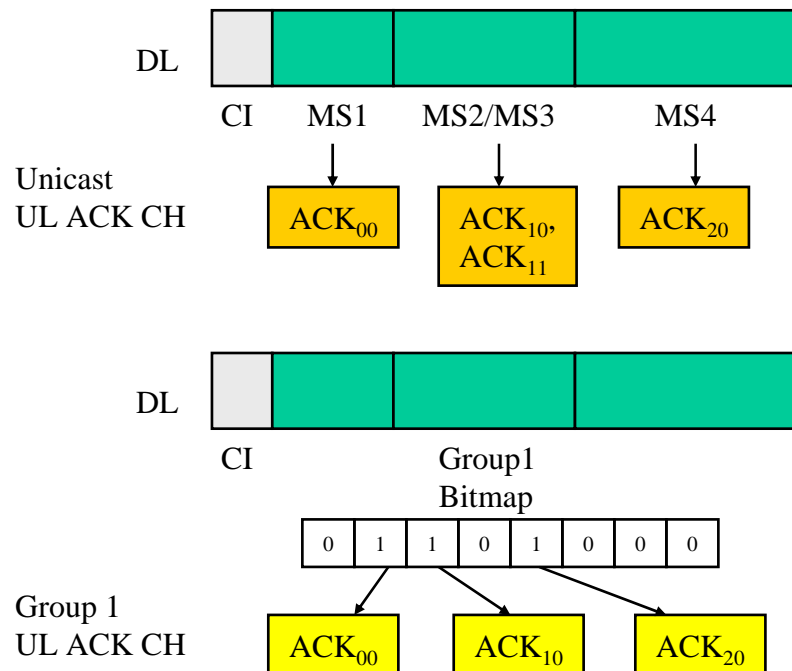 DL
CI MS1 MS2/MS3 MS4
Unicast
UL ACK CH
ACK00
ACK10,
ACK11
ACK20
DL
CI
Group1
Bitmap
0 1 1 0 1 0 0 0
Group 1
UL ACK CH
ACK00 ACK10 ACK20